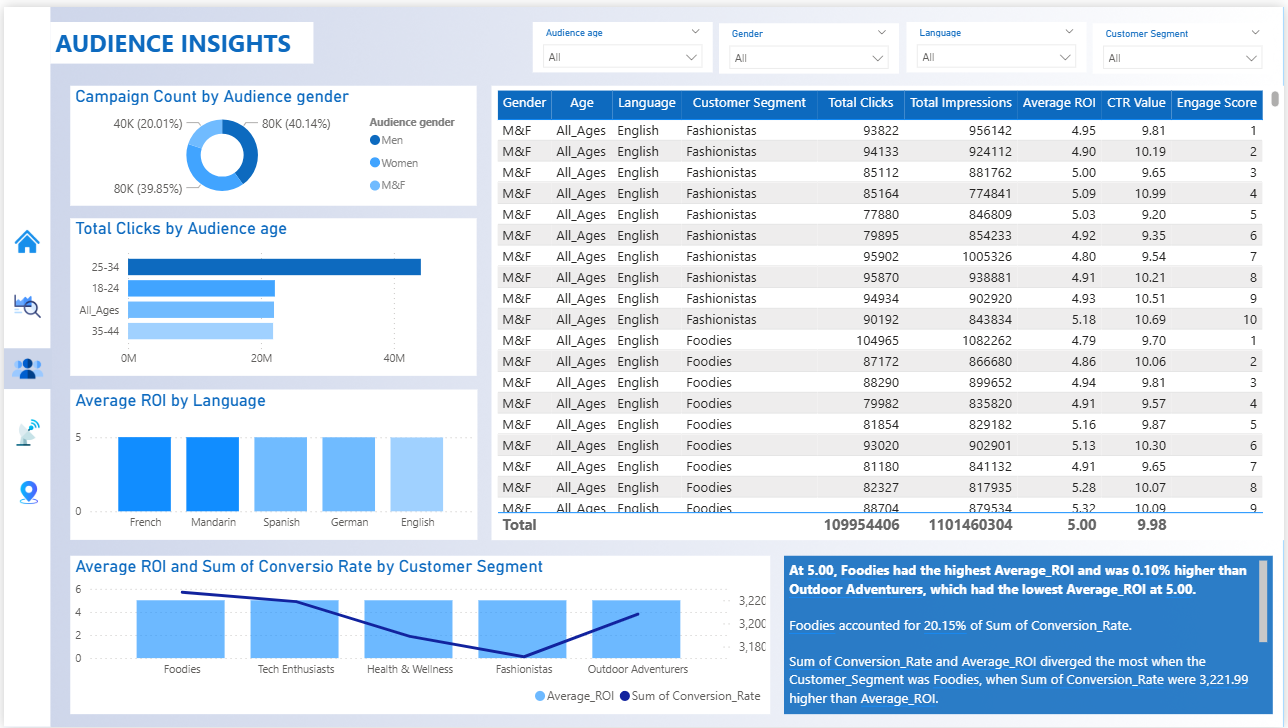 AUDIENCE INSIGHTS
Audience age
All
Gender
All
Language
All
Customer Segment
All
Campaign Count by Audience gender
40K (20.01%)
80K (40.14%)
80K (39.85%)
Audience gender
Men
Women
M&F
Total Clicks by Audience age
25-34
18-24
All_Ages
35-44
0M 20M 40M
Average ROI by Language
5
0
French Mandarin Spanish German English
Gender Age Language Customer Segment Total Clicks Total Impressions Average ROI CTR Value Engage Score
M&F All_Ages English Fashionistas 93822 956142 4.95 9.81 1
M&F All_Ages English Fashionistas 94133 924112 4.90 10.19 2
M&F All_Ages English Fashionistas 85112 881762 5.00 9.65 3
M&F All_Ages English Fashionistas 85164 774841 5.09 10.99 4
M&F All_Ages English Fashionistas 77880 846809 5.03 9.20 5
M&F All_Ages English Fashionistas 79895 854233 4.92 9.35 6
M&F All_Ages English Fashionistas 95902 1005326 4.80 9.54 7
M&F All_Ages English Fashionistas 95870 938881 4.91 10.21 8
M&F All_Ages English Fashionistas 94934 902920 4.93 10.51 9
M&F All_Ages English Fashionistas 90192 843834 5.18 10.69 10
M&F All_Ages English Foodies 104965 1082262 4.79 9.70 1
M&F All_Ages English Foodies 87172 866680 4.86 10.06 2
M&F All_Ages English Foodies 88290 899652 4.94 9.81 3
M&F All_Ages English Foodies 79982 835820 4.91 9.57 4
M&F All_Ages English Foodies 81854 829182 5.16 9.87 5
M&F All_Ages English Foodies 93020 902901 5.13 10.30 6
M&F All_Ages English Foodies 81180 841132 4.91 9.65 7
M&F All_Ages English Foodies 82327 817935 5.28 10.07 8
M&F All_Ages English Foodies 88704 879534 5.32 10.09 9
Total 109954406 1101460304 5.00 9.98
Average ROI and Sum of Conversio Rate by Customer Segment
6
4
2
0
3,220
3,200
3,180
Foodies Tech Enthusiasts Health & Wellness Fashionistas Outdoor Adventurers
Average_ROI Sum of Conversion_Rate
At 5.00, Foodies had the highest Average_ROI and was 0.10% higher than
Outdoor Adventurers, which had the lowest Average_ROI at 5.00.
Foodies accounted for 20.15% of Sum of Conversion_Rate.
Sum of Conversion_Rate and Average_ROI diverged the most when the
Customer_Segment was Foodies, when Sum of Conversion_Rate were 3,221.99
higher than Average_ROI.